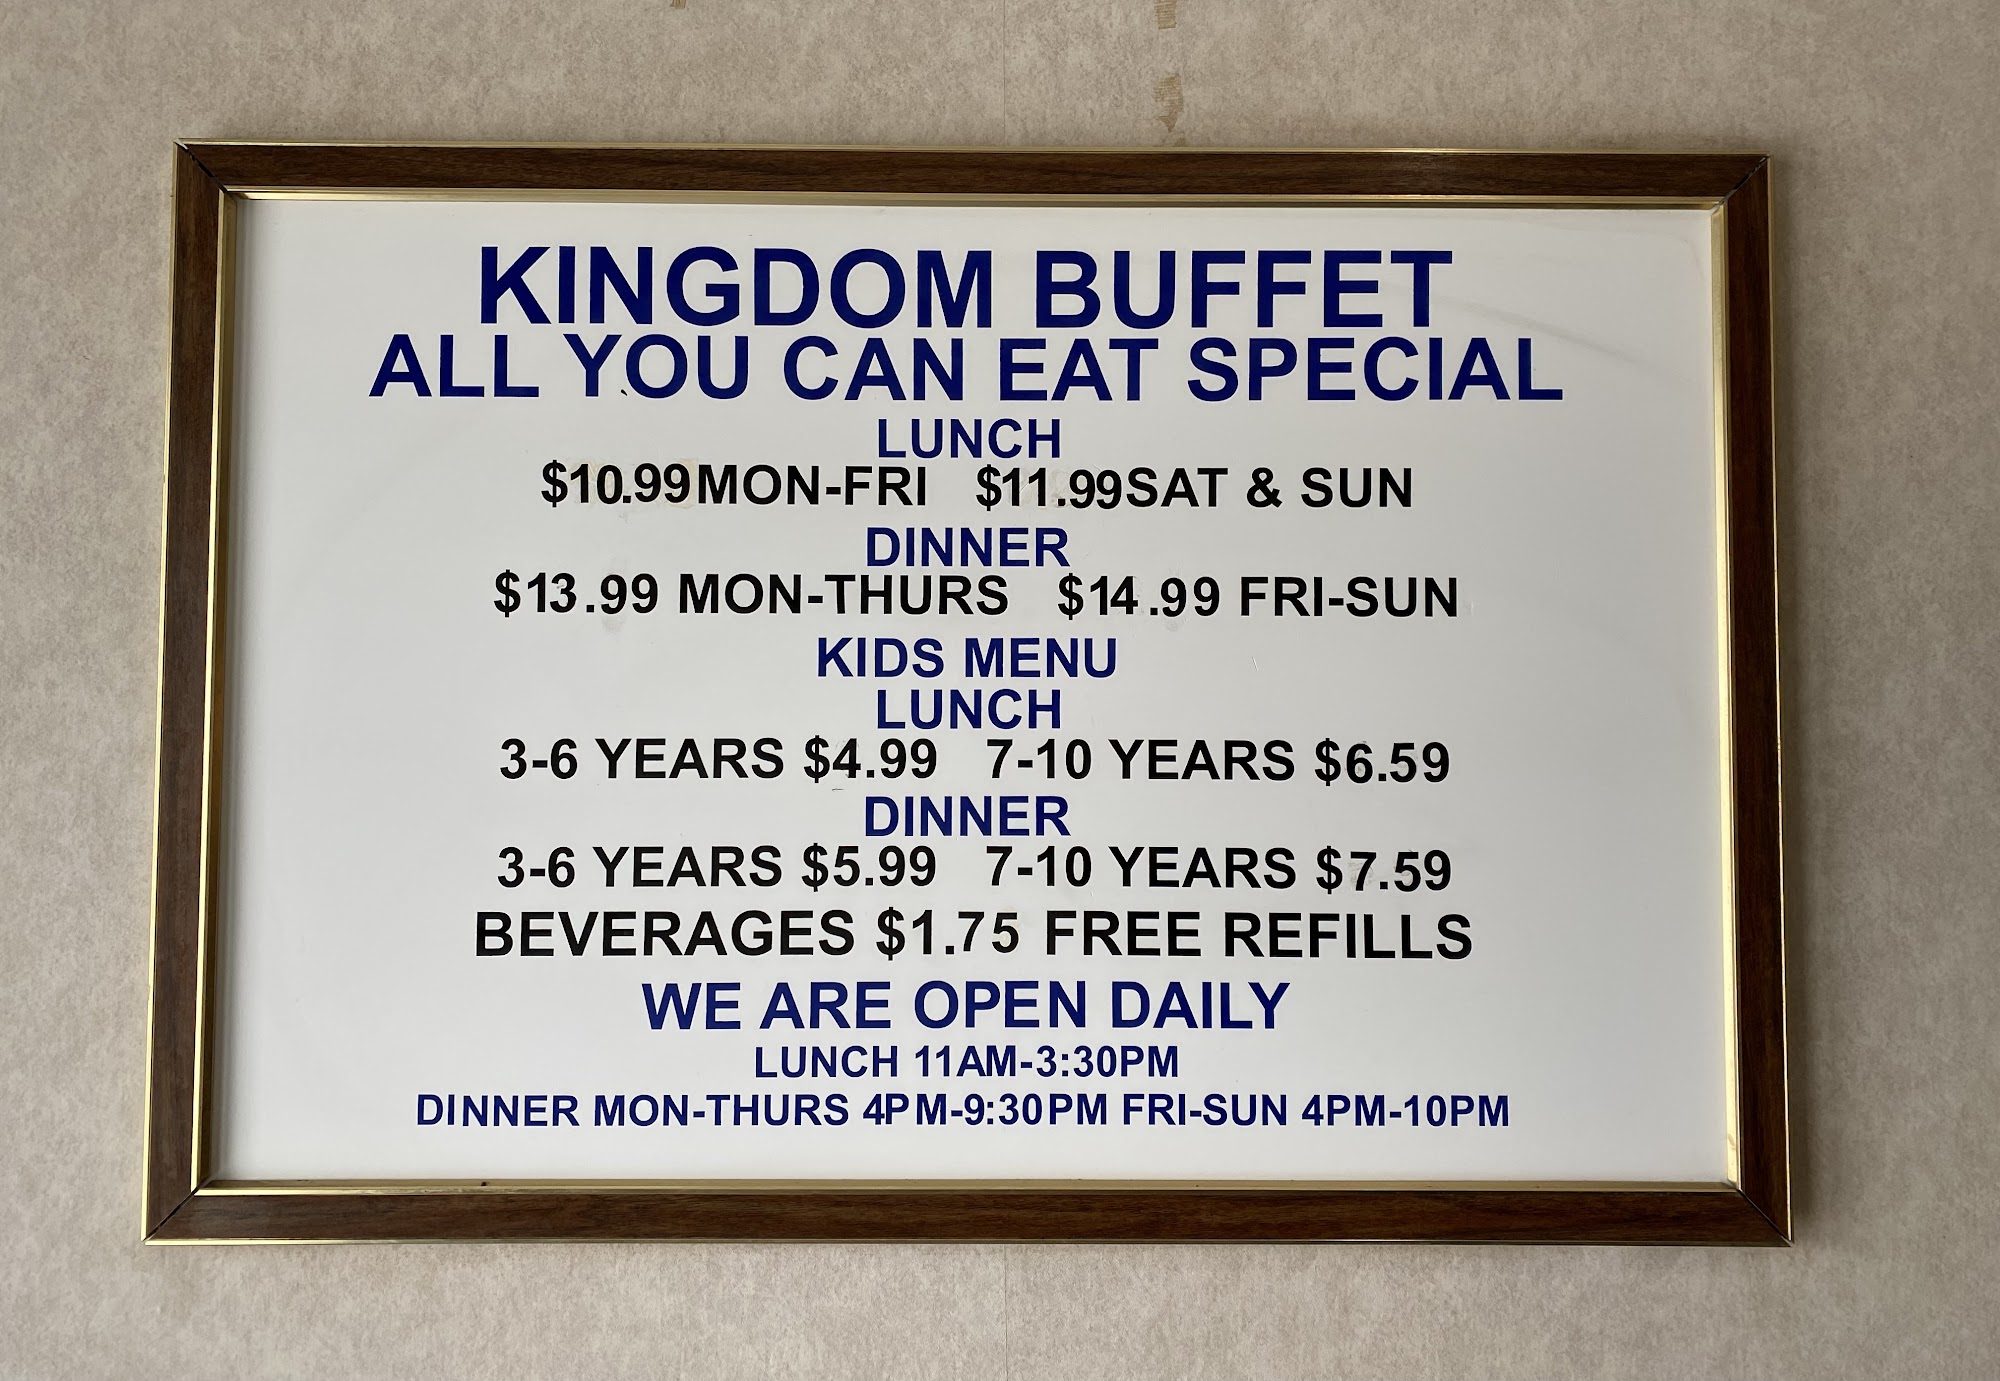 KINGDOM BUFFET
ALL YOU CAN EAT SPECIAL
LUNCH
$10.99MON-FRI $11.99SAT & SUN
DINNER
$13.99 MON-THURS $14.99 FRI-SUN
KIDS MENU
LUNCH
3-6 YEARS $4.99 7-10 YEARS $6.59
DINNER
3-6 YEARS $5.99 7-10 YEARS $7.59
BEVERAGES $1.75 FREE REFILLS
WE ARE OPEN DAILY
LUNCH 11AM-3:30PM
DINNER MON-THURS 4PM-9:30PM FRI-SUN 4PM-10PM